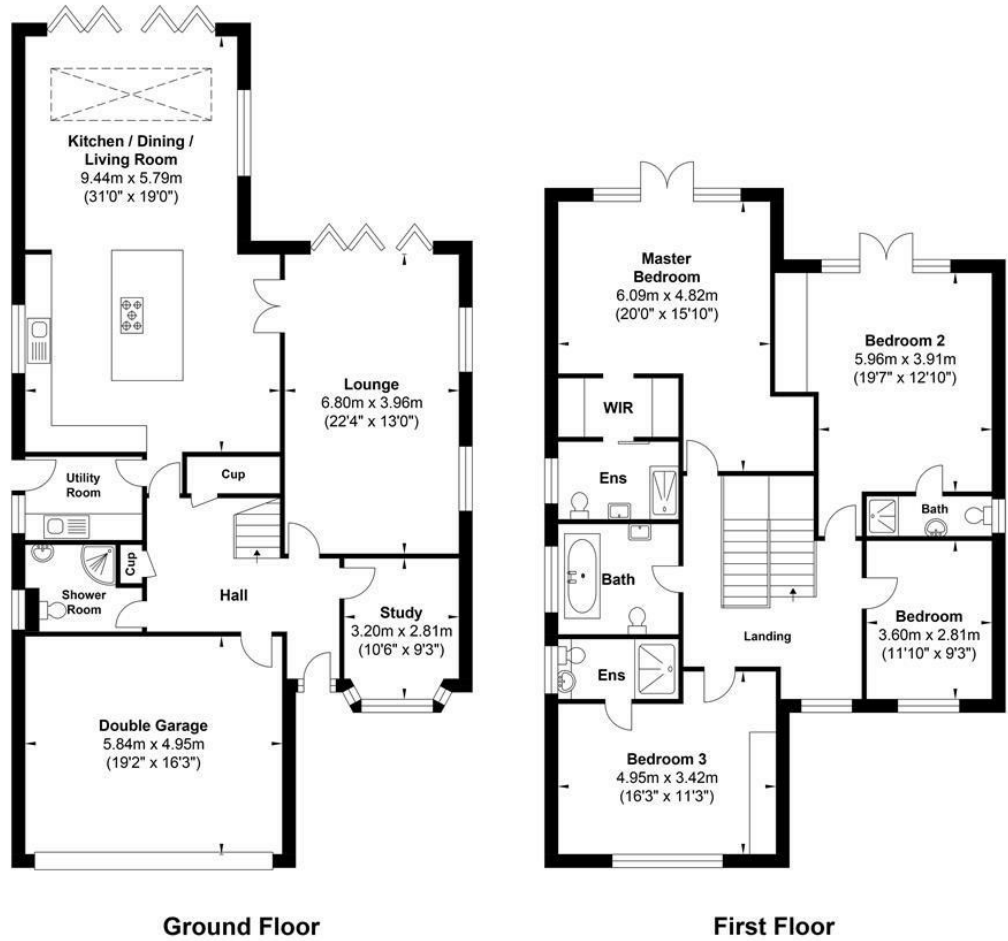 Kitchen / Dining /
Living Room
9.44m x 5.79m
(31'0" x 19'0")
Lounge
6.80m x 3.96m
(22'4" x 13'0")
Utility
Room
Cup
Cup
Shower
Room
Hall
Study
3.20m x 2.81m
(10'6" x 9'3")
Double Garage
5.84m x 4.95m
(19'2" x 16'3")
Ground Floor
Master
Bedroom
6.09m x 4.82m
(20'0" x 15'10")
Bedroom 2
5.96m x 3.91m
(19'7" x 12'10")
WIR
Ens
Bath
Bath
Bedroom
3.60m x 2.81m
(11'10" x 9'3")
Landing
Ens
Bedroom 3
4.95m x 3.42m
(16'3" x 11'3")
First Floor